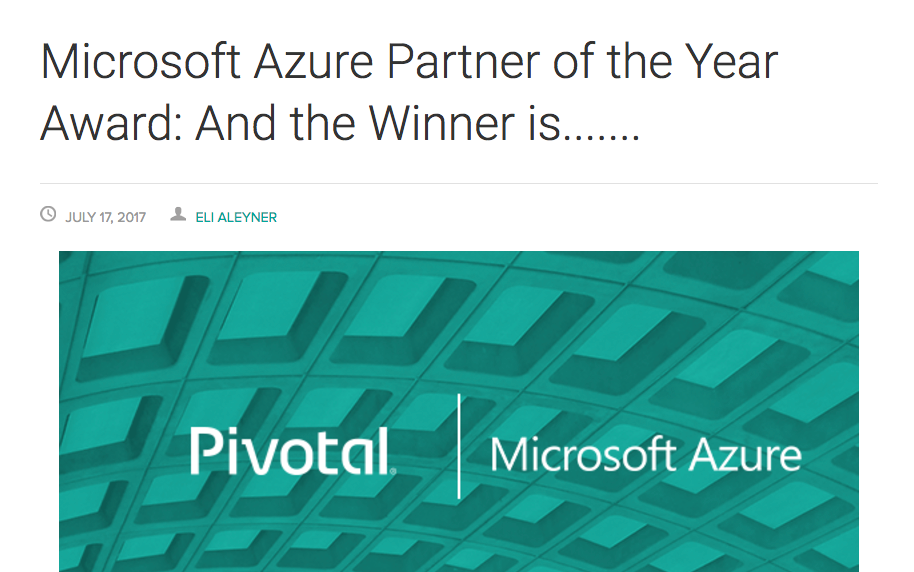 Microsoft Azure Partner of the Year
Award: And the Winner is.......
JULY 17, 2017 ELI ALEYNER
Pivotal. Microsoft Azure